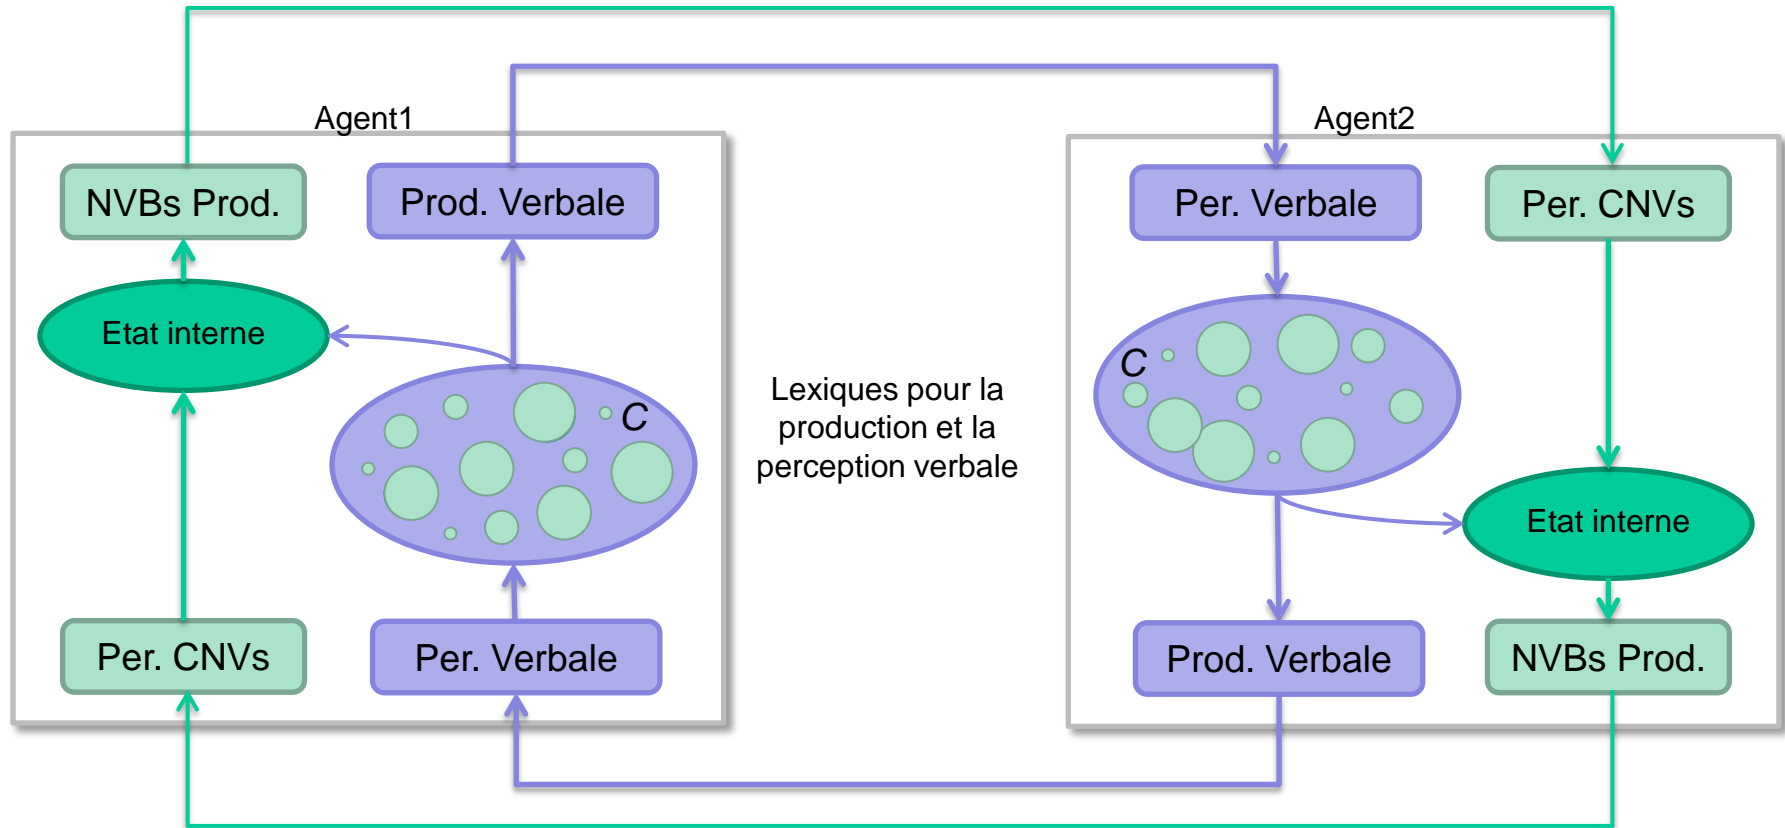 Agent1
Agent2
NVBs Prod.
Prod. Verbale
Per. Verbale
Per. CNVs
Etat interne
C
C
Lexiques pour la
production et la
perception verbale
Etat interne
Per. CNVs
Per. Verbale
Prod. Verbale
NVBs Prod.